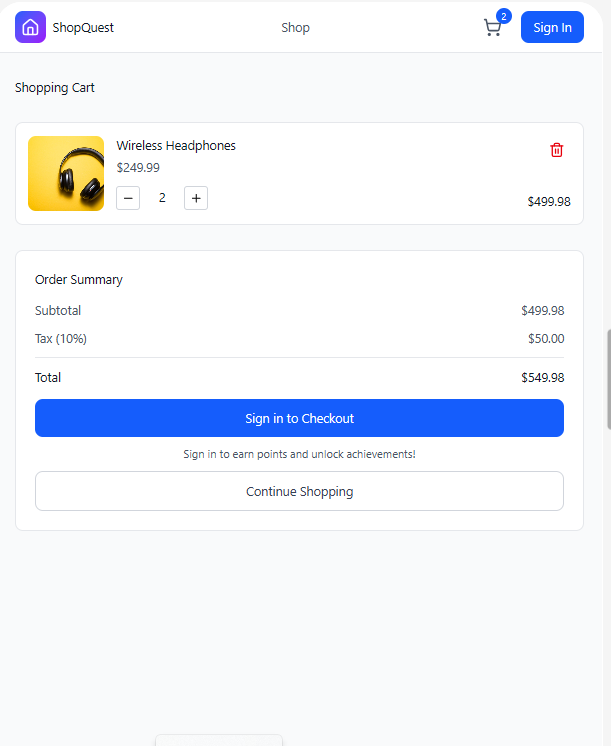 ShopQuest
Shop
2
Sign In
Shopping Cart
Wireless Headphones
$249.99
2
$499.98
Order Summary
Subtotal $499.98
Tax (10%) $50.00
Total $549.98
Sign in to Checkout
Sign in to earn points and unlock achievements!
Continue Shopping